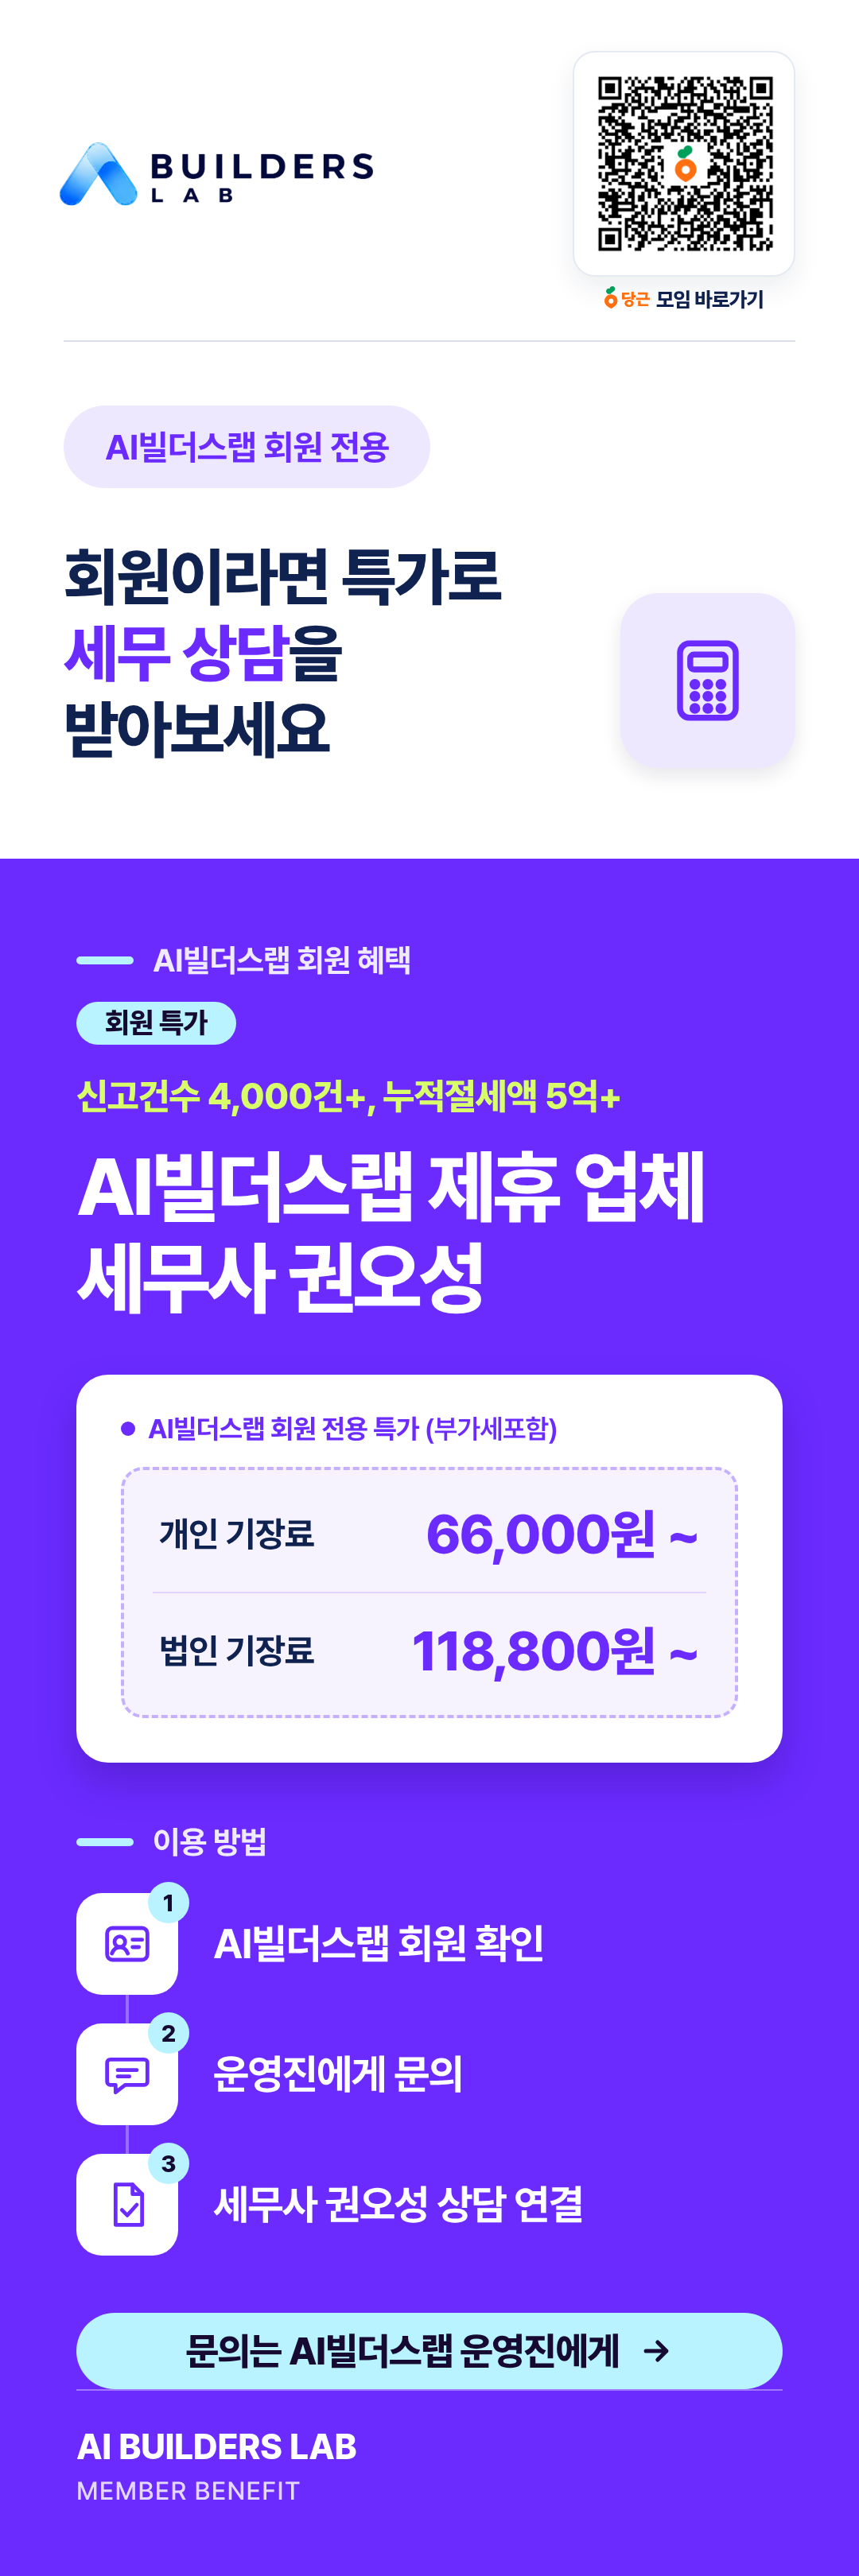 BUILDERS
LAB
당근 모임 바로가기
AI빌더스랩 회원 전용
회원이라면 특가로
세무 상담을
받아보세요
AI빌더스랩 회원 혜택
회원 특가
신고건수 4,000건+, 누적절세액 5억+
AI빌더스랩 제휴 업체
세무사 권오성
AI빌더스랩 회원 전용 특가 (부가세포함)
개인 기장료 66,000원 ~
법인 기장료 118,800원 ~
이용 방법
1
AI빌더스랩 회원 확인
2
운영진에게 문의
3
세무사 권오성 상담 연결
문의는 AI빌더스랩 운영진에게 →
AI BUILDERS LAB
MEMBER BENEFIT